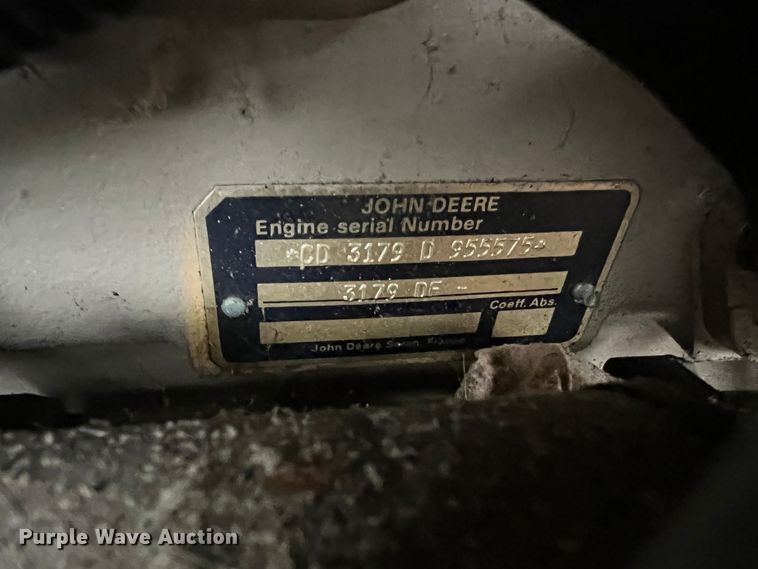 JOHN DEERE
Engine serial Number
*CD 3179 D 955575*
3179 DF -
Coeff. Abs.
John Deere Saran, France
Purple Wave Auction